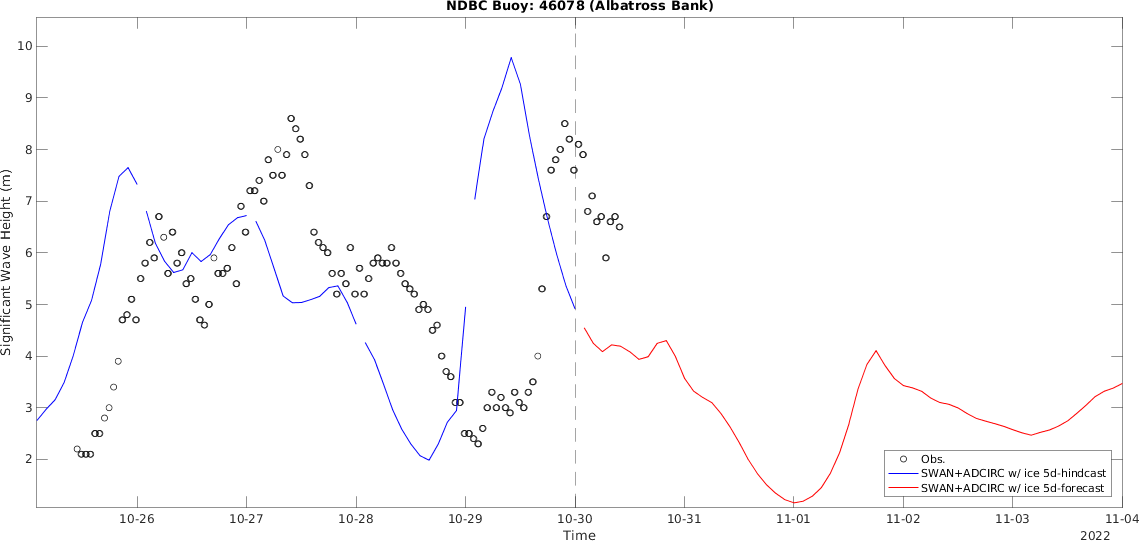 NDBC Buoy: 46078 (Albatross Bank)
Significant Wave Height (m)
10
9
8
7
6
5
4
3
2
Obs.
SWAN+ADCIRC w/ ice 5d-hindcast
SWAN+ADCIRC w/ ice 5d-forecast
10-26 10-27 10-28 10-29 10-30 10-31 11-01 11-02 11-03 11-04
Time
2022